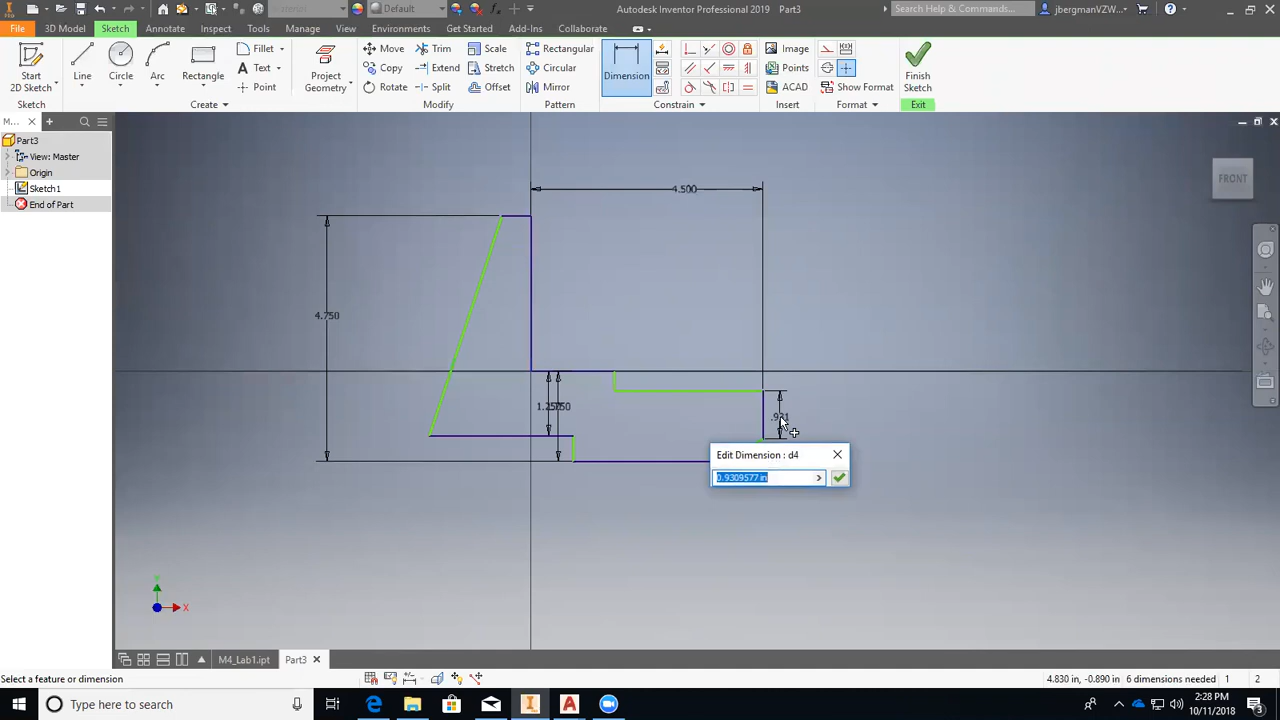 Default
Autodesk Inventor Professional 2019 Part3
Search Help & Commands...
jbergmanVZW...
File 3D Model Sketch Annotate Inspect Tools Manage View Environments Get Started Add-Ins Collaborate
Start
2D Sketch
Line
Circle
Arc
Rectangle
Fillet
Text
Point
Project
Geometry
Move
Copy
Rotate
Trim
Extend
Split
Scale
Stretch
Offset
Rectangular
Circular
Mirror
Dimension
Image
Points
ACAD
Show Format
Finish
Sketch
Sketch Create Modify Pattern Constrain Insert Format Exit
M...
Part3
View: Master
Origin
Sketch1
End of Part
FRONT
4.500
4.750
Edit Dimension : d4
0.9309577 in
Y
X
M4_Lab1.ipt Part3
Select a feature or dimension
4.830 in, -0.890 in 6 dimensions needed 1 2
Type here to search
2:28 PM
10/11/2018